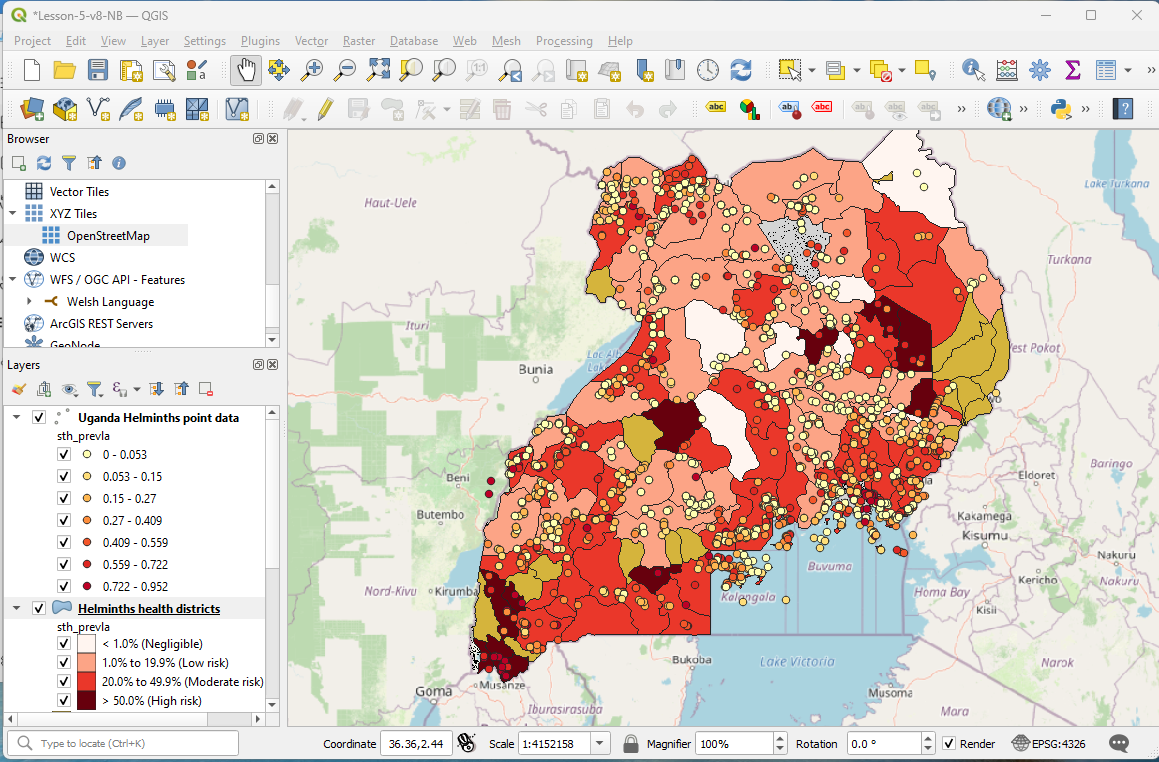 *Lesson-5-v8-NB — QGIS
Project Edit View Layer Settings Plugins Vector Raster Database Web Mesh Processing Help
abc
abc
abc
Browser
Vector Tiles
XYZ Tiles
OpenStreetMap
WCS
WFS / OGC API - Features
Welsh Language
ArcGIS REST Servers
GeoNode
Layers
Uganda Helminths point data
sth_prevla
0 - 0.053
0.053 - 0.15
0.15 - 0.27
0.27 - 0.409
0.409 - 0.559
0.559 - 0.722
0.722 - 0.952
Helminths health districts
sth_prevla
< 1.0% (Negligible)
1.0% to 19.9% (Low risk)
20.0% to 49.9% (Moderate risk)
> 50.0% (High risk)
Haut-Uele
Lake Turkana
Turkana
Ituri
West Pokot
Bunia
Beni
Eldoret
Baringo
Butembo
Kakamega
Kisumu
Nakuru
Nakuru
Buvuma
Kericho
Nord-Kivu
Kirumba
Kalangala
Homa Bay
Kisii
Bukoba
Lake Victoria
Narok
Goma
Musanze
Musoma
Iburasirasuba
Mara
Type to locate (Ctrl+K)
Coordinate 36.36,2.44 Scale 1:4152158 Magnifier 100% Rotation 0.0 ° Render EPSG:4326